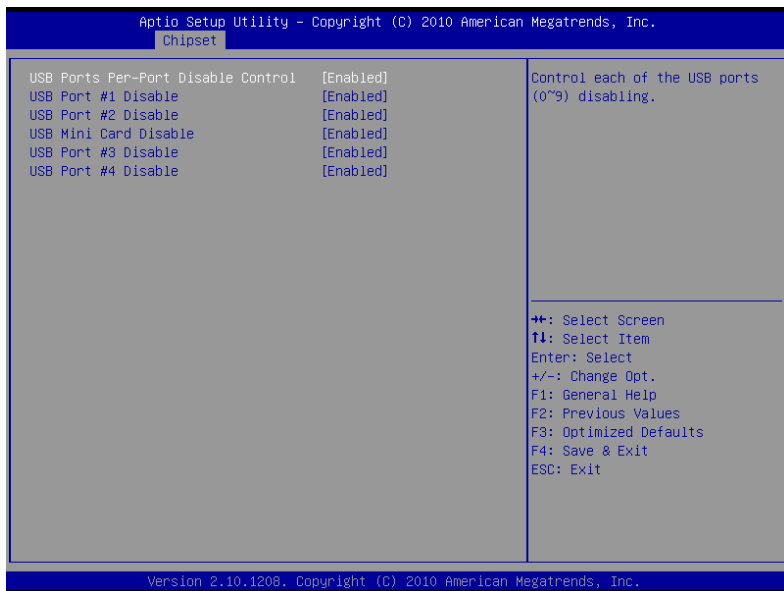 Aptio Setup Utility – Copyright (C) 2010 American Megatrends, Inc.
Chipset
USB Ports Per-Port Disable Control [Enabled]
USB Port #1 Disable [Enabled]
USB Port #2 Disable [Enabled]
USB Mini Card Disable [Enabled]
USB Port #3 Disable [Enabled]
USB Port #4 Disable [Enabled]
Control each of the USB ports
(0~9) disabling.
→←: Select Screen
↑↓: Select Item
Enter: Select
+/-: Change Opt.
F1: General Help
F2: Previous Values
F3: Optimized Defaults
F4: Save & Exit
ESC: Exit
Version 2.10.1208. Copyright (C) 2010 American Megatrends, Inc.